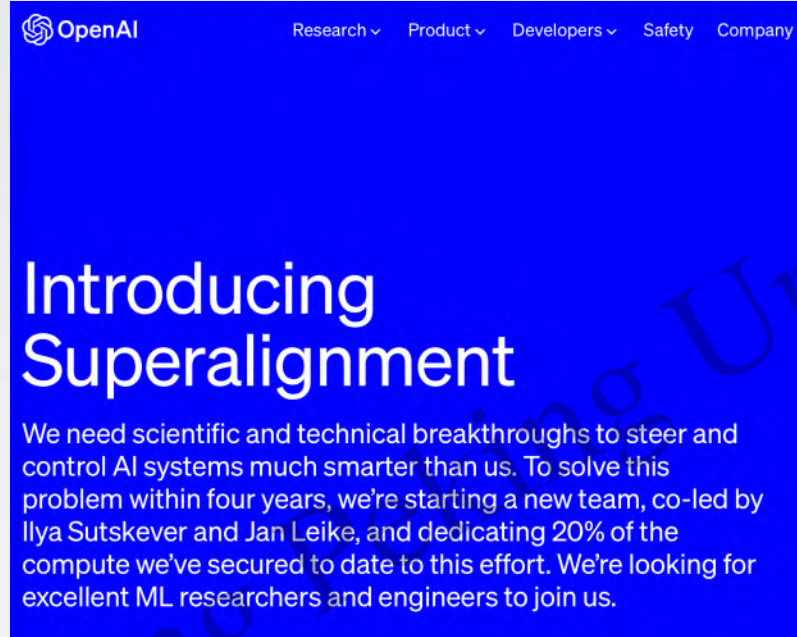 OpenAI Research Product Developers Safety Company
Introducing
Superalignment
We need scientific and technical breakthroughs to steer and
control AI systems much smarter than us. To solve this
problem within four years, we're starting a new team, co-led by
Ilya Sutskever and Jan Leike, and dedicating 20% of the
compute we've secured to date to this effort. We're looking for
excellent ML researchers and engineers to join us.
Peking